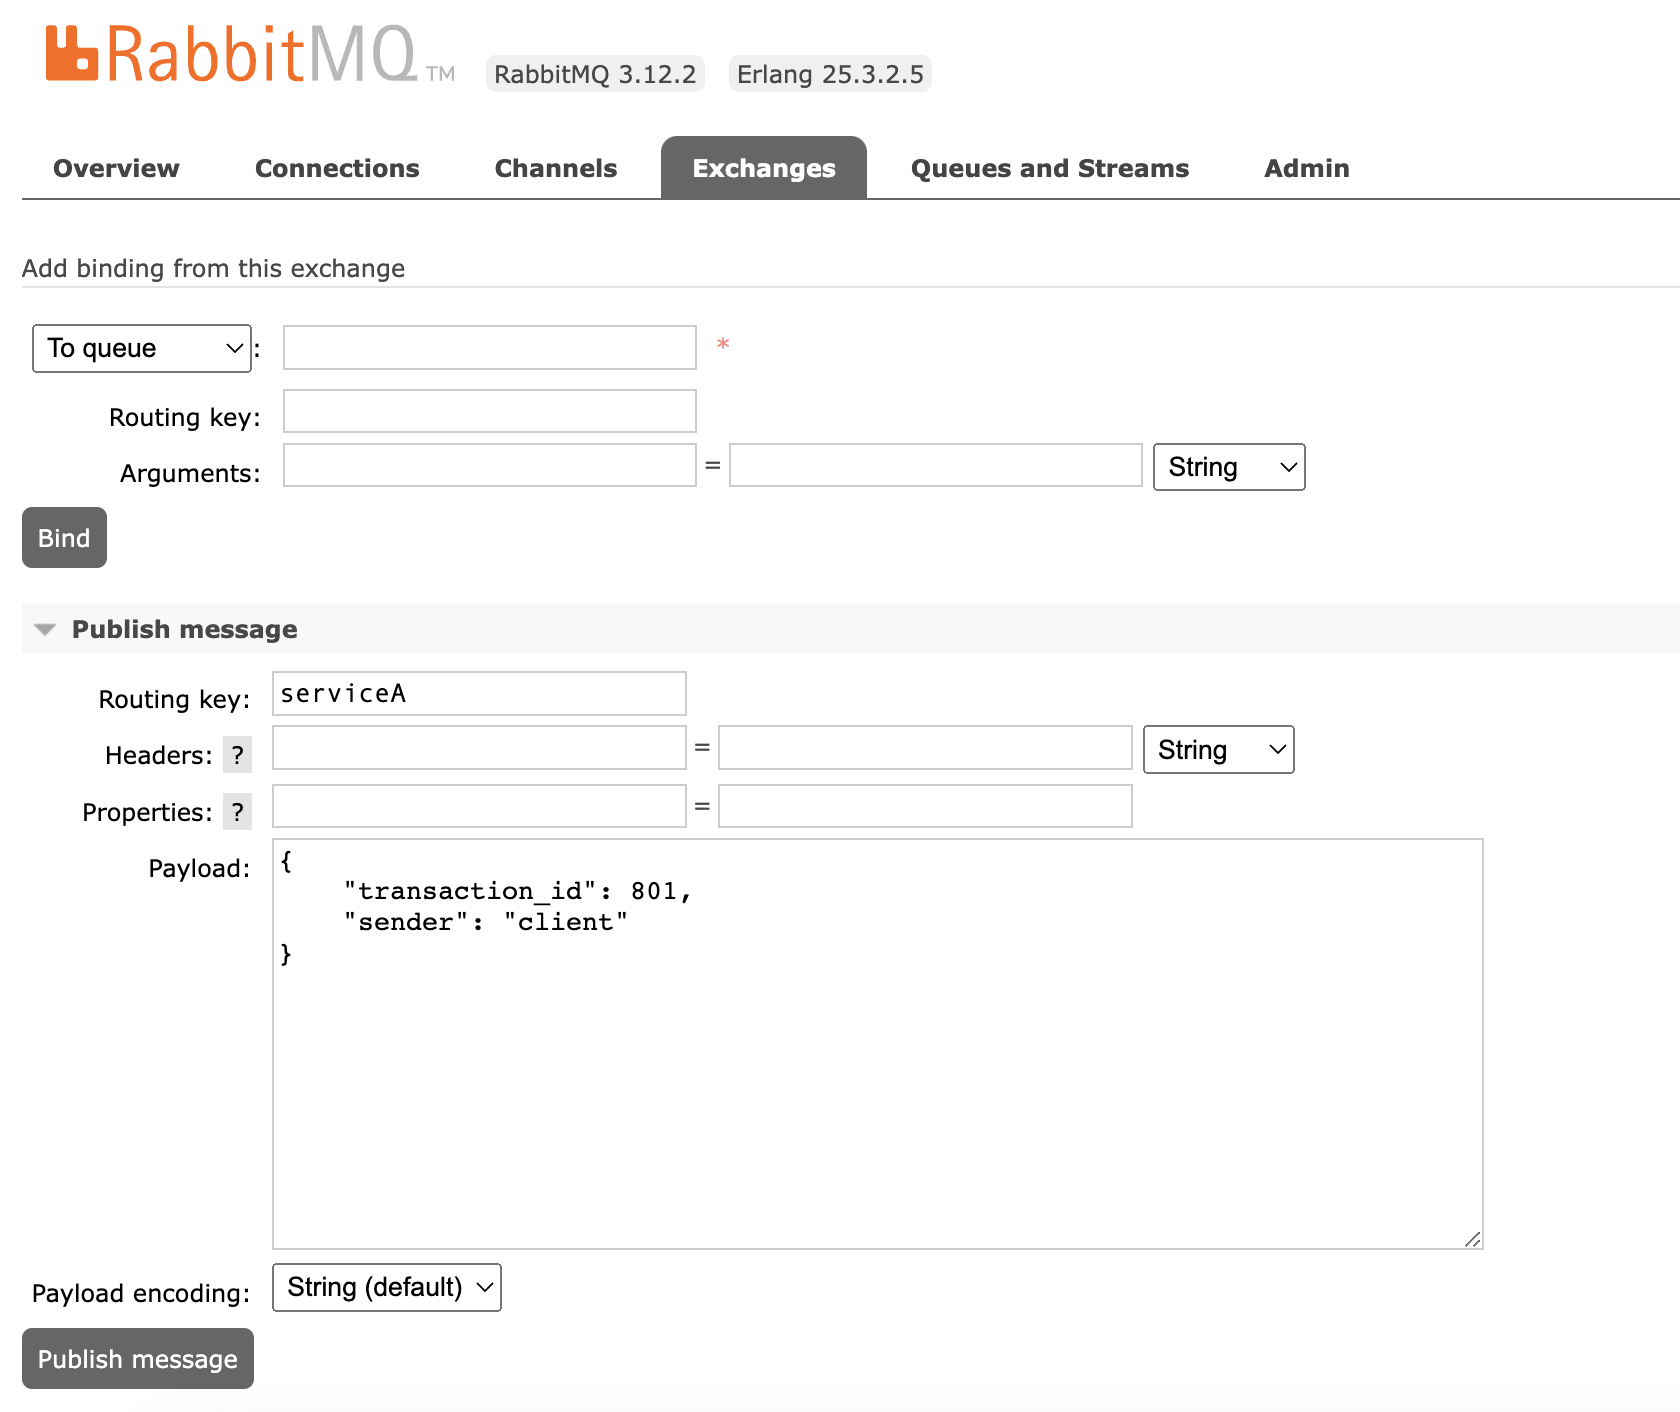 RabbitMQ TM RabbitMQ 3.12.2 Erlang 25.3.2.5
Overview Connections Channels Exchanges Queues and Streams Admin
Add binding from this exchange
To queue : *
Routing key:
Arguments: = String
Bind
Publish message
Routing key: serviceA
Headers: ? = String
Properties: ? =
Payload: {
"transaction_id": 801,
"sender": "client"
}
Payload encoding: String (default)
Publish message